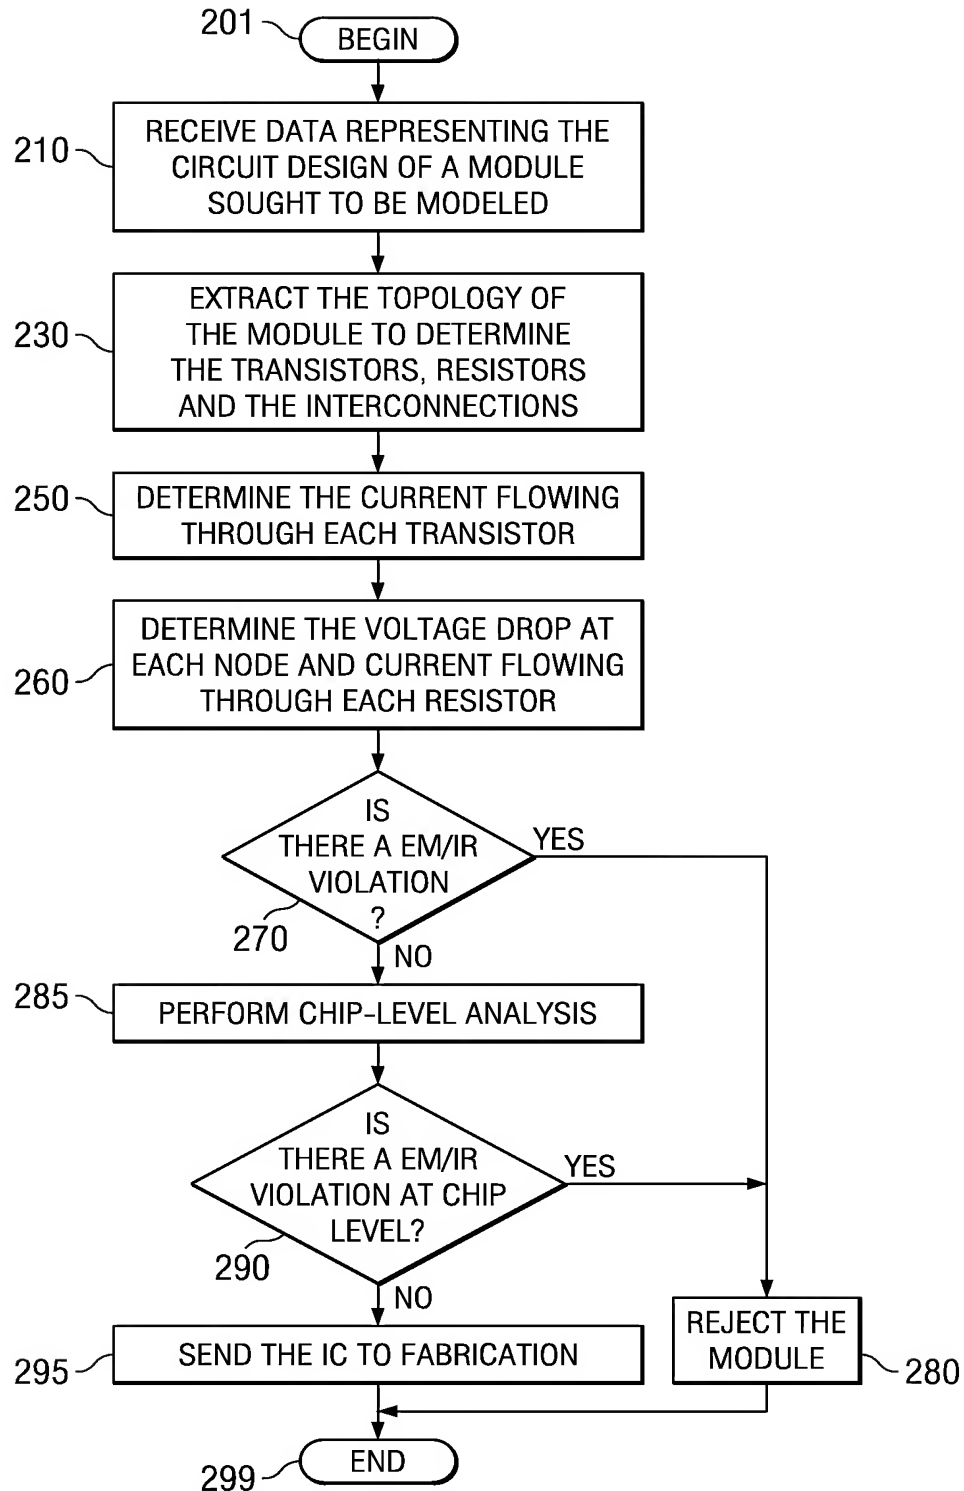 201
BEGIN
210
RECEIVE DATA REPRESENTING THE
CIRCUIT DESIGN OF A MODULE
SOUGHT TO BE MODELED
230
EXTRACT THE TOPOLOGY OF
THE MODULE TO DETERMINE
THE TRANSISTORS, RESISTORS
AND THE INTERCONNECTIONS
250
DETERMINE THE CURRENT FLOWING
THROUGH EACH TRANSISTOR
260
DETERMINE THE VOLTAGE DROP AT
EACH NODE AND CURRENT FLOWING
THROUGH EACH RESISTOR
IS
THERE A EM/IR
VIOLATION
?
YES
270
NO
285
PERFORM CHIP-LEVEL ANALYSIS
IS
THERE A EM/IR
VIOLATION AT CHIP
LEVEL?
YES
290
NO
295
SEND THE IC TO FABRICATION
REJECT THE
MODULE
280
END
299